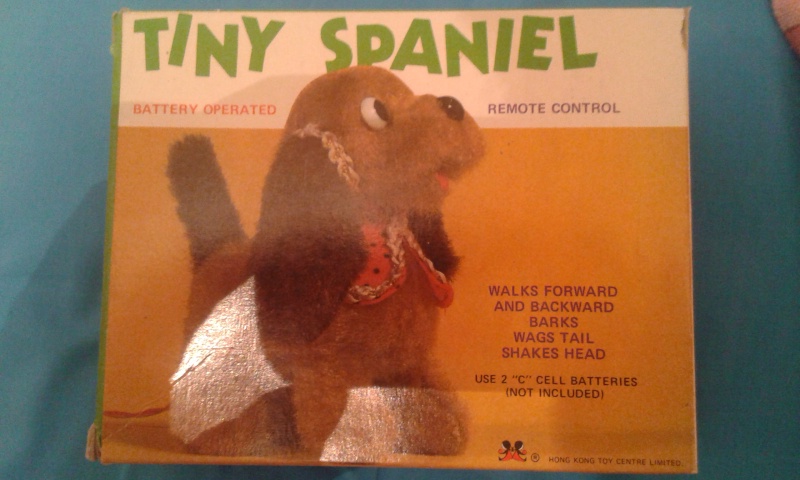 TINY SPANIEL
BATTERY OPERATED
REMOTE CONTROL
WALKS FORWARD
AND BACKWARD
BARKS
WAGS TAIL
SHAKES HEAD
USE 2 "C" CELL BATTERIES
(NOT INCLUDED)
® HONG KONG TOY CENTRE LIMITED.